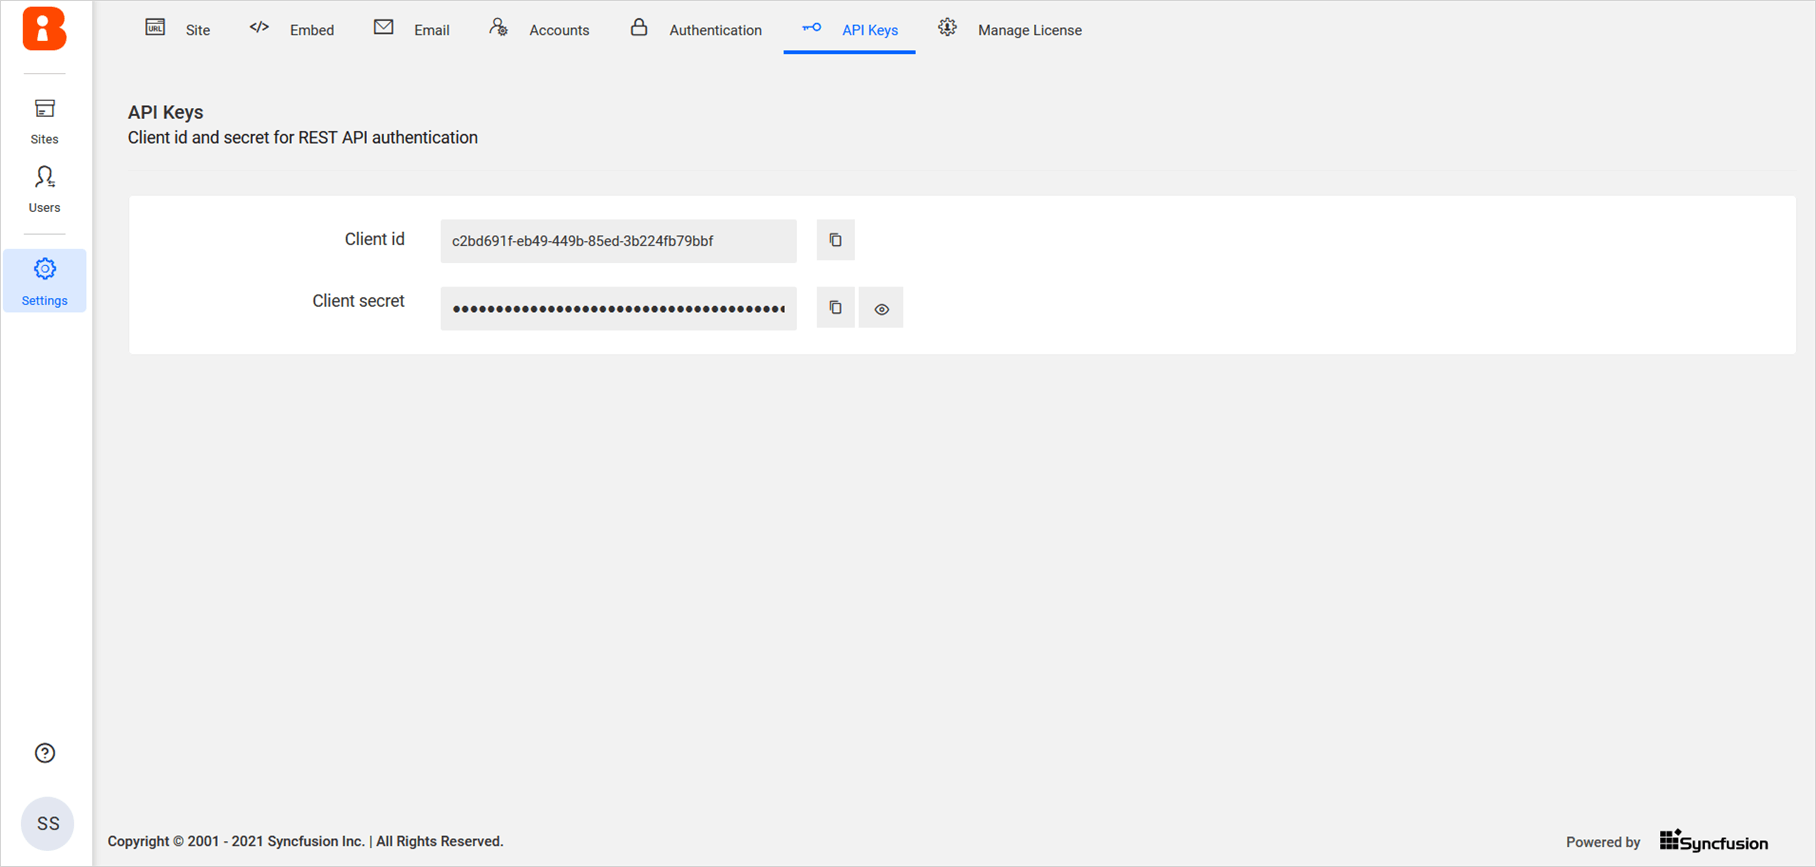 URL Site </> Embed Email Accounts Authentication API Keys Manage License
Sites
Users
Settings
API Keys
Client id and secret for REST API authentication
Client id c2bd691f-eb49-449b-85ed-3b224fb79bbf
Client secret ••••••••••••••••••••••••••••••••••••••
SS
Copyright © 2001 - 2021 Syncfusion Inc. | All Rights Reserved.
Powered by Syncfusion